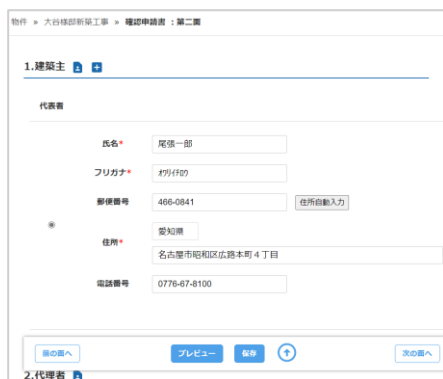 物件 » 大谷様邸新築工事 » 確認申請書 : 第二面
1.建築主
代表者
氏名* 尾張一郎
フリガナ* ｵﾜﾘｲﾁﾛｳ
郵便番号 466-0841 住所自動入力
住所* 愛知県
名古屋市昭和区広路本町４丁目
電話番号 0776-67-8100
前の面へ プレビュー 保存 次の面へ
2.代理者